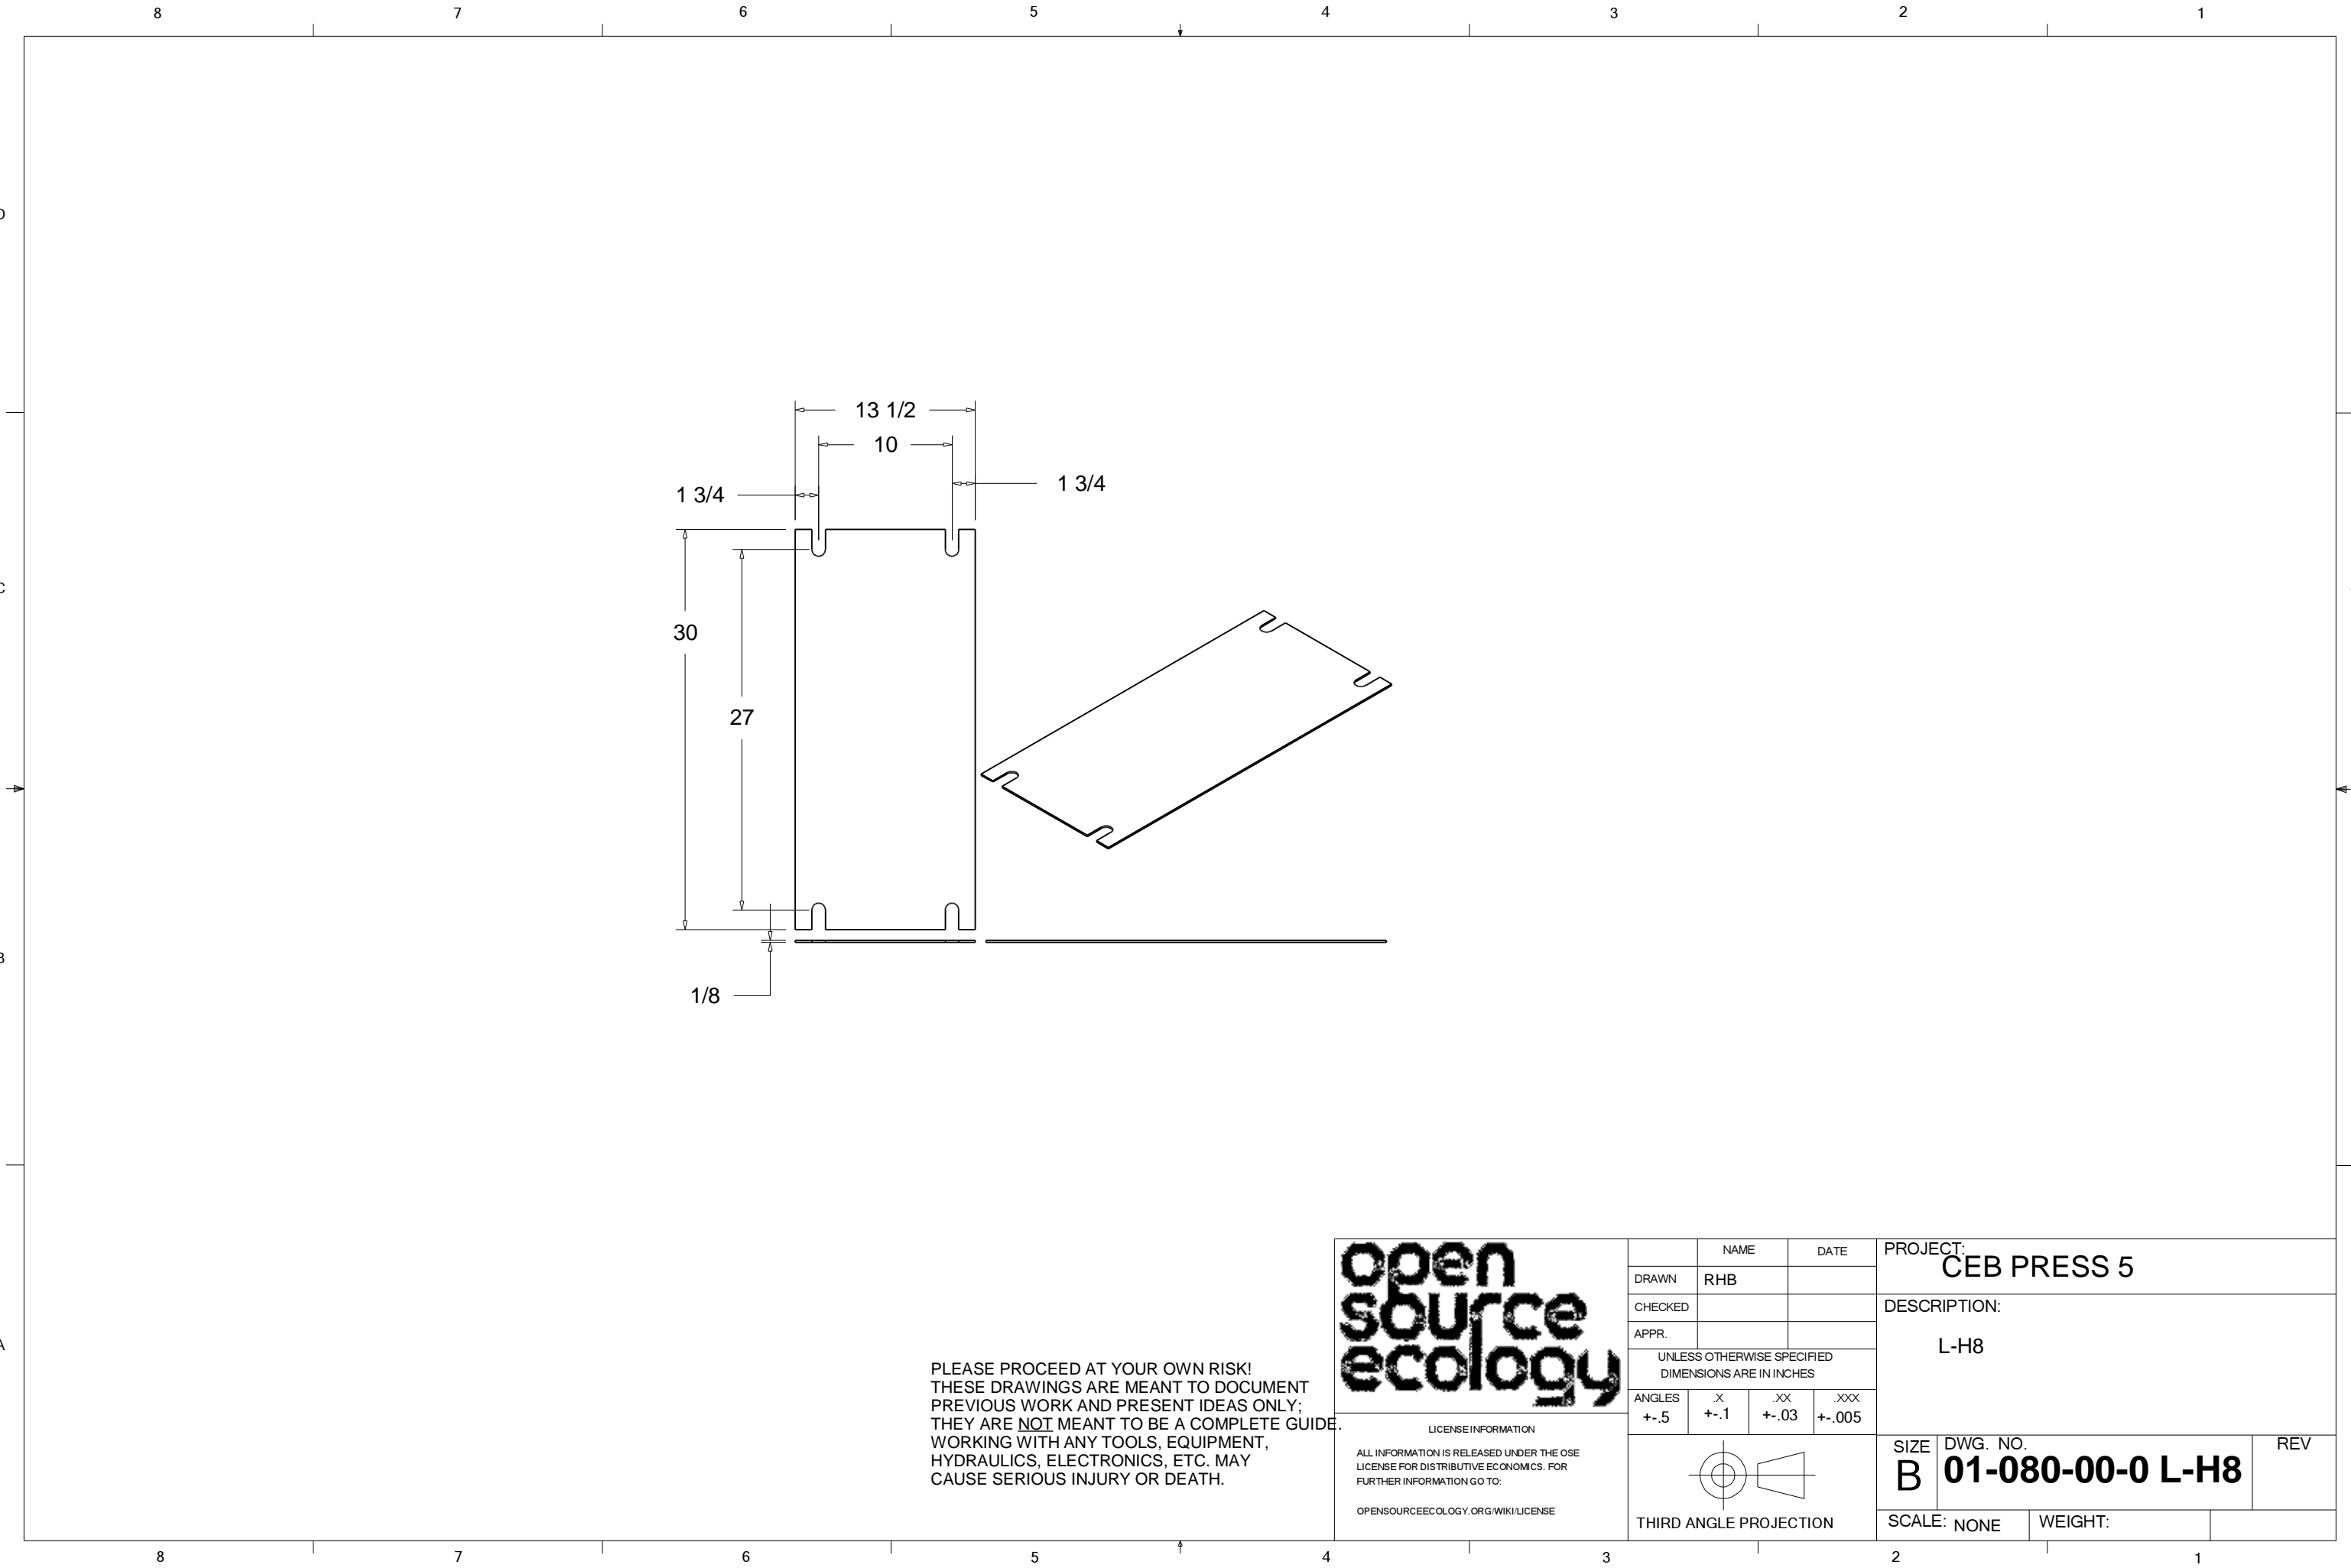 8 7 6 5 4 3 2 1
D
13 1/2
10
1 3/4
1 3/4
C
30
27
B
1/8
A
PLEASE PROCEED AT YOUR OWN RISK!
THESE DRAWINGS ARE MEANT TO DOCUMENT
PREVIOUS WORK AND PRESENT IDEAS ONLY;
THEY ARE NOT MEANT TO BE A COMPLETE GUIDE.
WORKING WITH ANY TOOLS, EQUIPMENT,
HYDRAULICS, ELECTRONICS, ETC. MAY
CAUSE SERIOUS INJURY OR DEATH.
open
source
ecology
LICENSE INFORMATION
ALL INFORMATION IS RELEASED UNDER THE OSE
LICENSE FOR DISTRIBUTIVE ECONOMICS. FOR
FURTHER INFORMATION GO TO:
OPENSOURCEECOLOGY.ORG/WIKI/LICENSE
NAME DATE
DRAWN RHB
CHECKED
APPR.
UNLESS OTHERWISE SPECIFIED
DIMENSIONS ARE IN INCHES
ANGLES .X .XX .XXX
+-.5 +-.1 +-.03 +-.005
THIRD ANGLE PROJECTION
PROJECT:
CEB PRESS 5
DESCRIPTION:
L-H8
SIZE DWG. NO. REV
B 01-080-00-0 L-H8
SCALE: NONE WEIGHT:
8 7 6 5 4 3 2 1